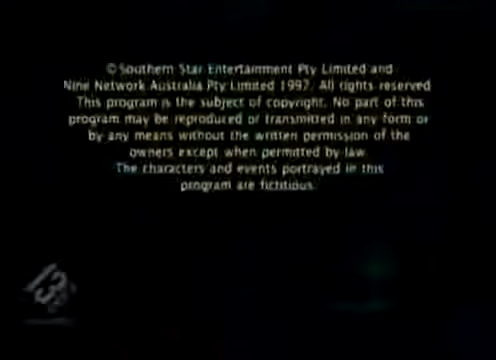 © Southern Star Entertainment Pty Limited and
Nine Network Australia Pty Limited 1997. All rights reserved
This program is the subject of copyright. No part of this
program may be reproduced or transmitted in any form or
by any means without the written permission of the
owners except when permitted by law.
The characters and events portrayed in this
program are fictitious.
13